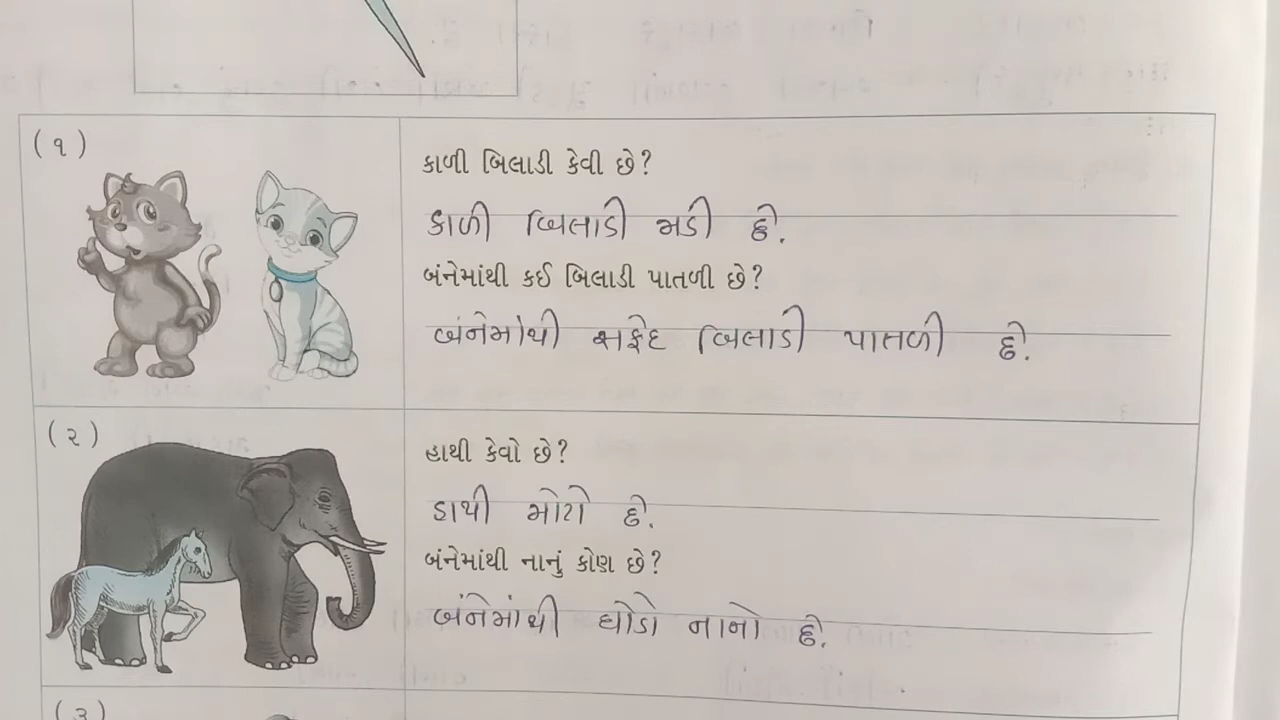 (૧)
કાળી બિલાડી કેવી છે?
કાળી બિલાડી જાડી છે.
બંનેમાંથી કઈ બિલાડી પાતળી છે?
બંનેમાંથી સફેદ બિલાડી પાતળી છે.
(૨)
હાથી કેવો છે?
હાથી મોટો છે.
બંનેમાંથી નાનું કોણ છે?
બંનેમાંથી ઘોડો નાનો છે.
(૩)